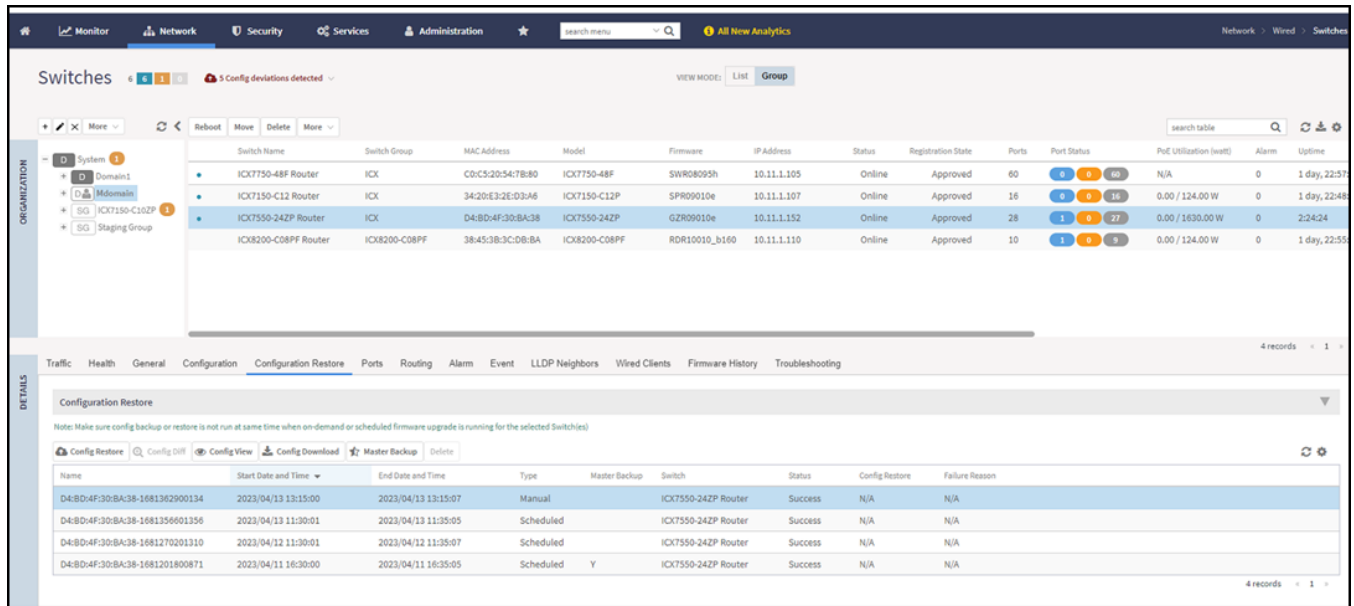 Monitor Network Security Services Administration search menu All New Analytics Network > Wired > Switches
Switches 6 6 1 0 5 Config deviations detected VIEW MODE: List Group
+ × More Reboot Move Delete More search table
ORGANIZATION
− D System 1
+ D Domain1
+ D Mdomain
+ SG ICX7150-C10ZP 1
+ SG Staging Group
Switch Name Switch Group MAC Address Model Firmware IP Address Status Registration State Ports Port Status PoE Utilization (watt) Alarm Uptime
ICX7750-48F Router ICX C0:C5:20:54:7B:80 ICX7750-48F SWR08095h 10.11.1.105 Online Approved 60 0 0 60 N/A 0 1 day, 22:57:
ICX7150-C12 Router ICX 34:20:E3:2E:D3:A6 ICX7150-C12P SPR09010e 10.11.1.107 Online Approved 16 0 0 16 0.00 / 124.00 W 0 1 day, 22:48:
ICX7550-24ZP Router ICX D4:BD:4F:30:BA:38 ICX7550-24ZP GZR09010e 10.11.1.152 Online Approved 28 1 0 27 0.00 / 1630.00 W 0 2:24:24
ICX8200-C08PF Router ICX8200-C08PF 38:45:3B:3C:DB:BA ICX8200-C08PF RDR10010_b160 10.11.1.110 Online Approved 10 1 0 9 0.00 / 124.00 W 0 1 day, 22:55:
4 records < 1 >
DETAILS
Traffic Health General Configuration Configuration Restore Ports Routing Alarm Event LLDP Neighbors Wired Clients Firmware History Troubleshooting
Configuration Restore
Note: Make sure config backup or restore is not run at same time when on-demand or scheduled firmware upgrade is running for the selected Switch(es)
Config Restore Config Diff Config View Config Download Master Backup Delete
Name Start Date and Time End Date and Time Type Master Backup Switch Status Config Restore Failure Reason
D4:BD:4F:30:BA:38-1681362900134 2023/04/13 13:15:00 2023/04/13 13:15:07 Manual ICX7550-24ZP Router Success N/A N/A
D4:BD:4F:30:BA:38-1681356601356 2023/04/13 11:30:01 2023/04/13 11:35:05 Scheduled ICX7550-24ZP Router Success N/A N/A
D4:BD:4F:30:BA:38-1681270201310 2023/04/12 11:30:01 2023/04/12 11:35:07 Scheduled ICX7550-24ZP Router Success N/A N/A
D4:BD:4F:30:BA:38-1681201800871 2023/04/11 16:30:00 2023/04/11 16:35:05 Scheduled Y ICX7550-24ZP Router Success N/A N/A
4 records < 1 >